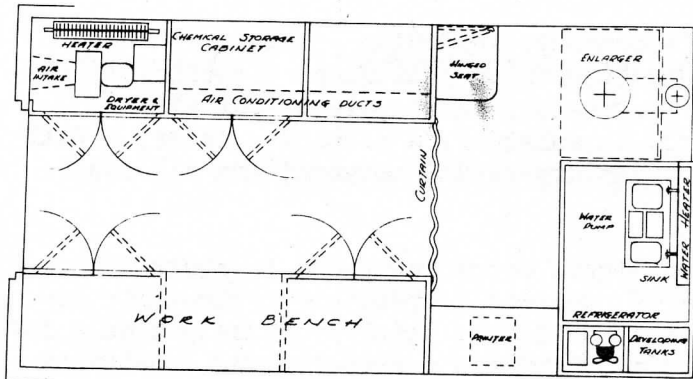 HEATER
AIR
INTAKE
DRYER &
EQUIPMENT
CHEMICAL STORAGE
CABINET
AIR CONDITIONING DUCTS
HINGED
SEAT
ENLARGER
CURTAIN
WATER
PUMP
SINK
WATER HEATER
REFRIGERATOR
WORK BENCH
PRINTER
DEVELOPING
TANKS